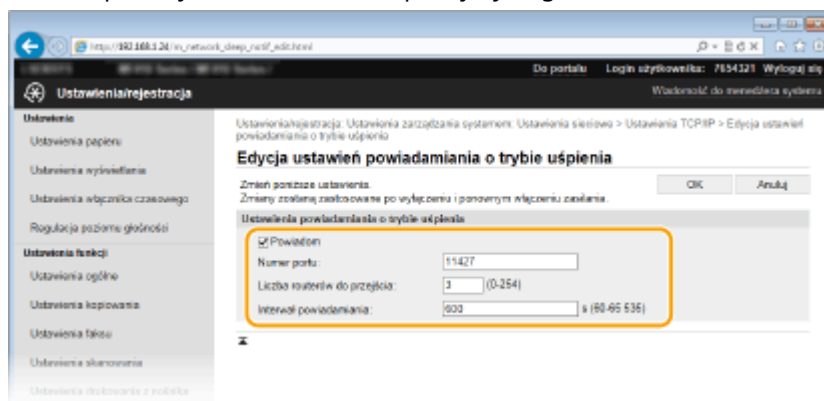 http://192.168.1.24/m_network_sleep_notif_edit.html
Do portalu Login użytkownika: 7654321 Wyloguj się
Ustawienia/rejestracja
Wiadomość do menedżera systemu
Ustawienia
Ustawienia papieru
Ustawienia wyświetlania
Ustawienia włącznika czasowego
Regulacja poziomu głośności
Ustawienia funkcji
Ustawienia ogólne
Ustawienia kopiowania
Ustawienia faksu
Ustawienia skanowania
Ustawienia drukowania z nośnika
Ustawienia/rejestracja: Ustawienia zarządzania systemem: Ustawienia sieciowe > Ustawienia TCP/IP > Edycja ustawień
powiadamiania o trybie uśpienia
Edycja ustawień powiadamiania o trybie uśpienia
Zmień poniższe ustawienia.
Zmiany zostaną zastosowane po wyłączeniu i ponownym włączeniu zasilania.
OK Anuluj
Ustawienia powiadamiania o trybie uśpienia
Powiadom
Numer portu: 11427
Liczba routerów do przejścia: 3 (0-254)
Interwał powiadamiania: 600 s (60-65 535)